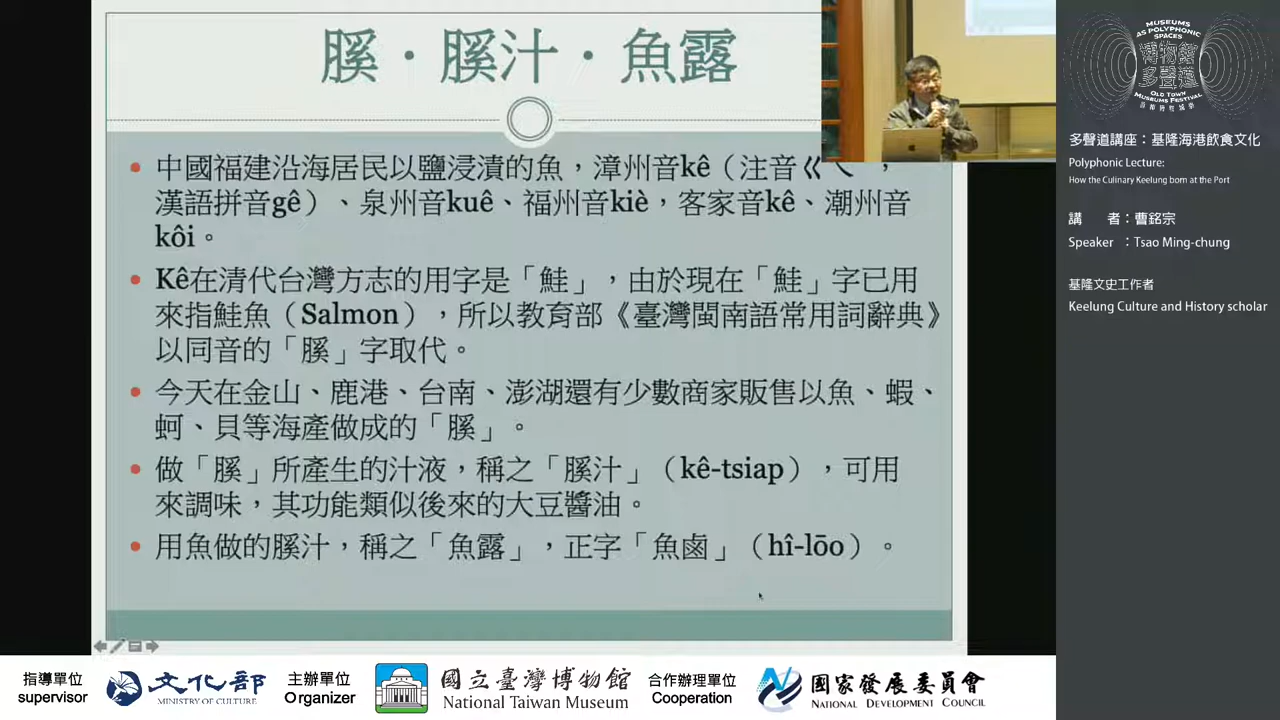 膎．膎汁．魚露
中國福建沿海居民以鹽浸漬的魚，漳州音kê（注音ㄍㄟˊ，
漢語拼音gê）、泉州音kuê、福州音kiè，客家音kê、潮州音
kôi。
Kê在清代台灣方志的用字是「鮭」，由於現在「鮭」字已用
來指鮭魚（Salmon），所以教育部《臺灣閩南語常用詞辭典》
以同音的「膎」字取代。
今天在金山、鹿港、台南、澎湖還有少數商家販售以魚、蝦、
蚵、貝等海產做成的「膎」。
做「膎」所產生的汁液，稱之「膎汁」（kê-tsiap），可用
來調味，其功能類似後來的大豆醬油。
用魚做的膎汁，稱之「魚露」，正字「魚鹵」（hî-lōo）。
MUSEUMS
AS POLYPHONIC
SPACES
博物館
多聲道
OLD TOWN
MUSEUMS FESTIVAL
多聲道講座：基隆海港飲食文化
Polyphonic Lecture:
How the Culinary Keelung born at the Port
講　　者：曹銘宗
Speaker ：Tsao Ming-chung
基隆文史工作者
Keelung Culture and History scholar
指導單位
supervisor
文化部
MINISTRY OF CULTURE
主辦單位
Organizer
國立臺灣博物館
National Taiwan Museum
合作辦理單位
Cooperation
國家發展委員會
NATIONAL DEVELOPMENT COUNCIL